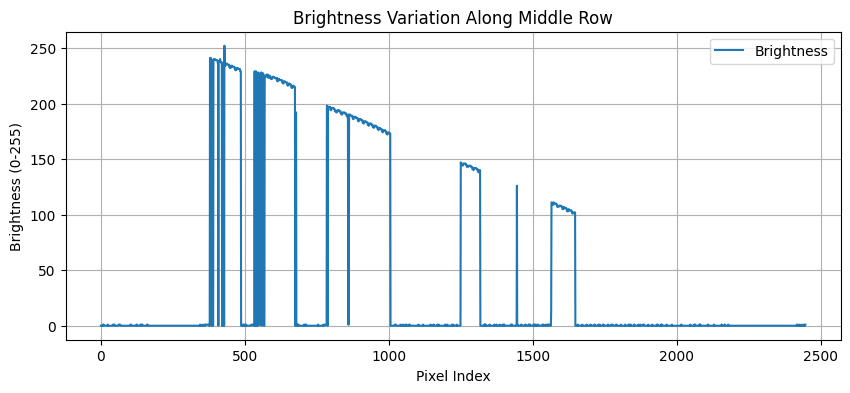 Brightness Variation Along Middle Row
Brightness
Brightness (0-255)
250
200
150
100
50
0
0 500 1000 1500 2000 2500
Pixel Index